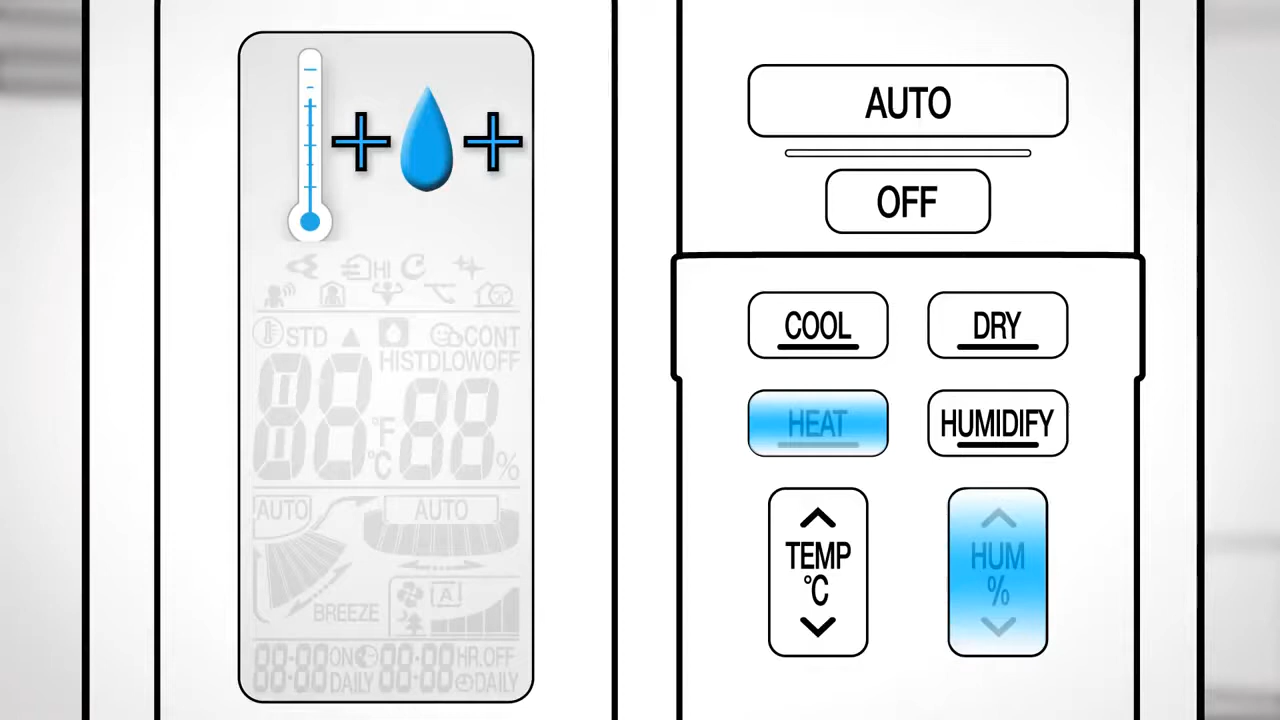 HI
STD
CONT
HISTDLOWOFF
88
°F
°C
88
%
AUTO
AUTO
BREEZE
A
88:88
ON
DAILY
88:88
HR.OFF
DAILY
AUTO
OFF
COOL
DRY
HEAT
HUMIDIFY
TEMP
°C
HUM
%